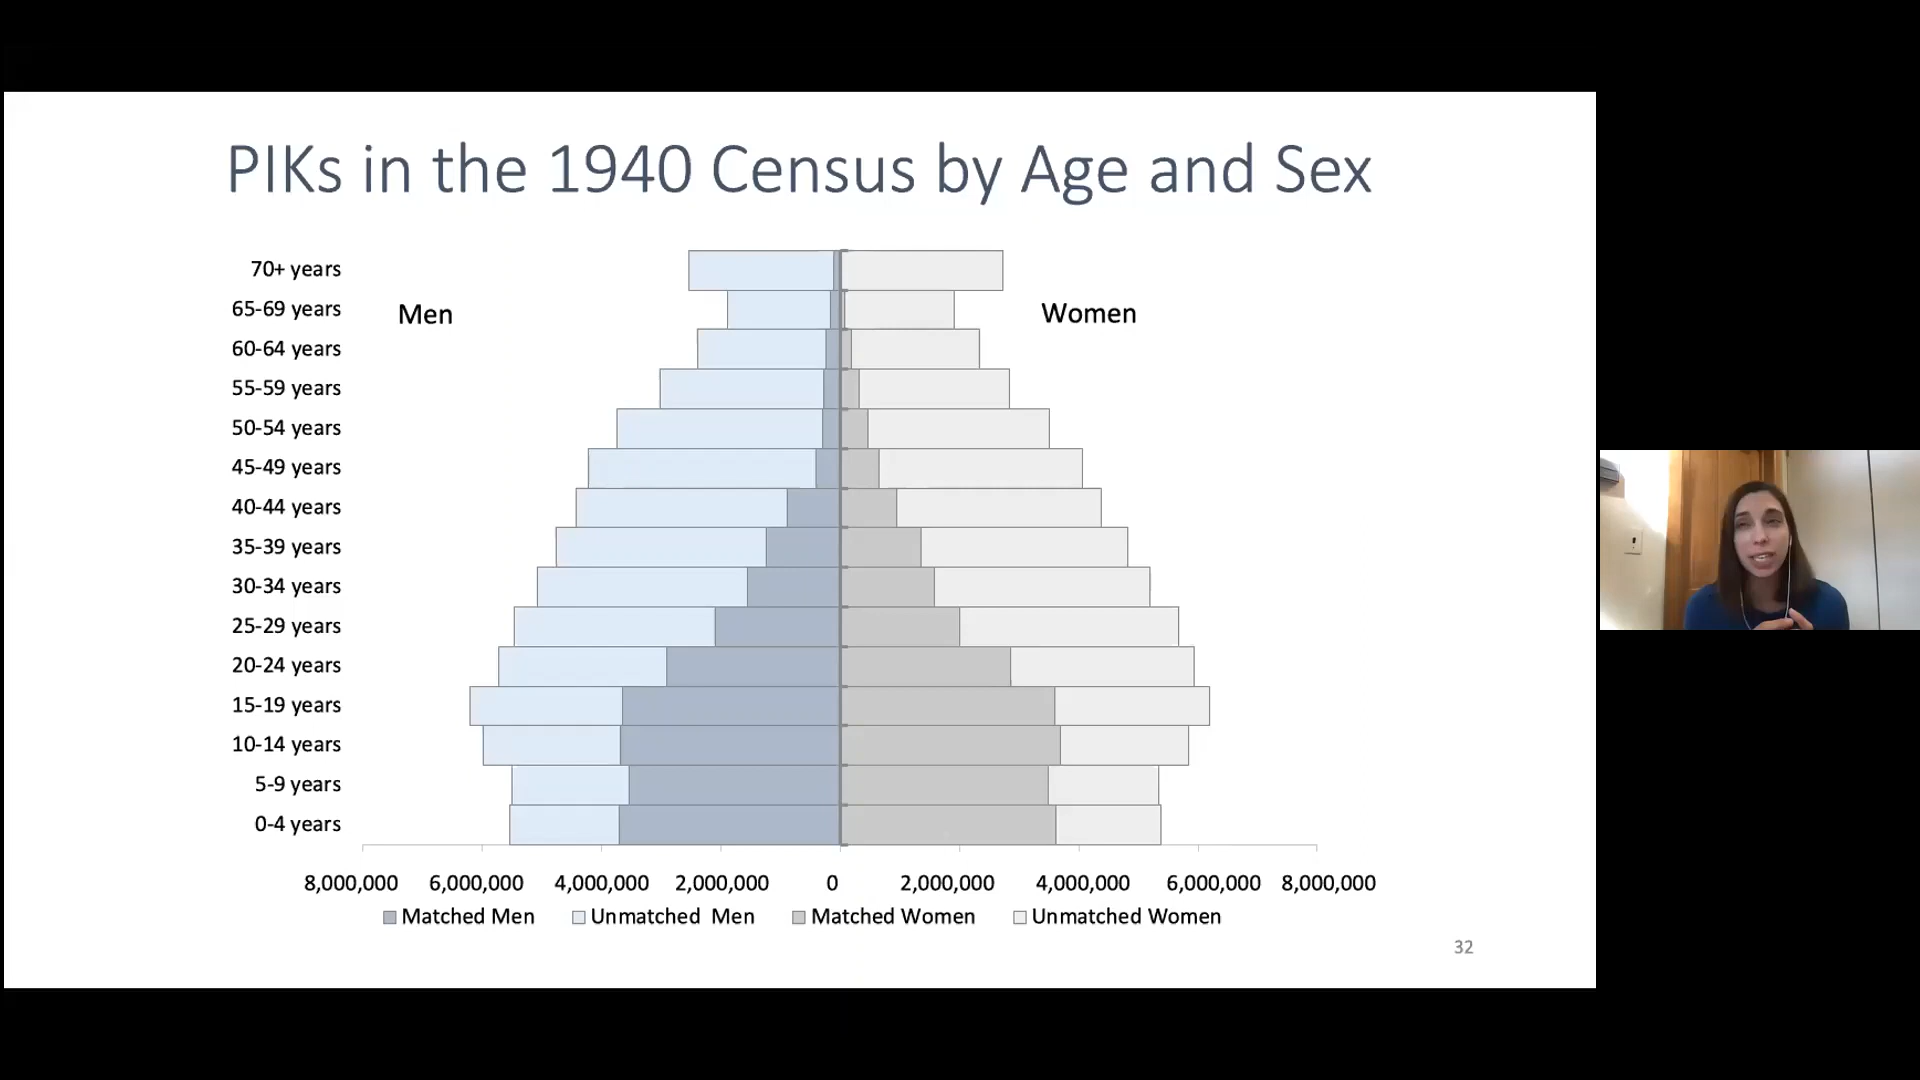 PIKs in the 1940 Census by Age and Sex
70+ years
65-69 years
Men
Women
60-64 years
55-59 years
50-54 years
45-49 years
40-44 years
35-39 years
30-34 years
25-29 years
20-24 years
15-19 years
10-14 years
5-9 years
0-4 years
8,000,000 6,000,000 4,000,000 2,000,000 0 2,000,000 4,000,000 6,000,000 8,000,000
Matched Men Unmatched Men Matched Women Unmatched Women
32